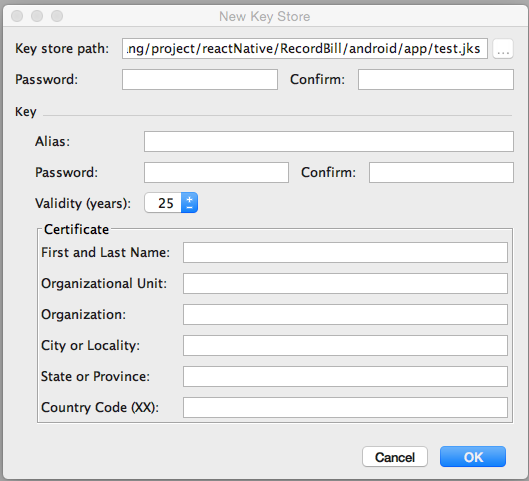 New Key Store
Key store path: ing/project/reactNative/RecordBill/android/app/test.jks ...
Password: Confirm:
Key
Alias:
Password: Confirm:
Validity (years): 25
Certificate
First and Last Name:
Organizational Unit:
Organization:
City or Locality:
State or Province:
Country Code (XX):
Cancel OK